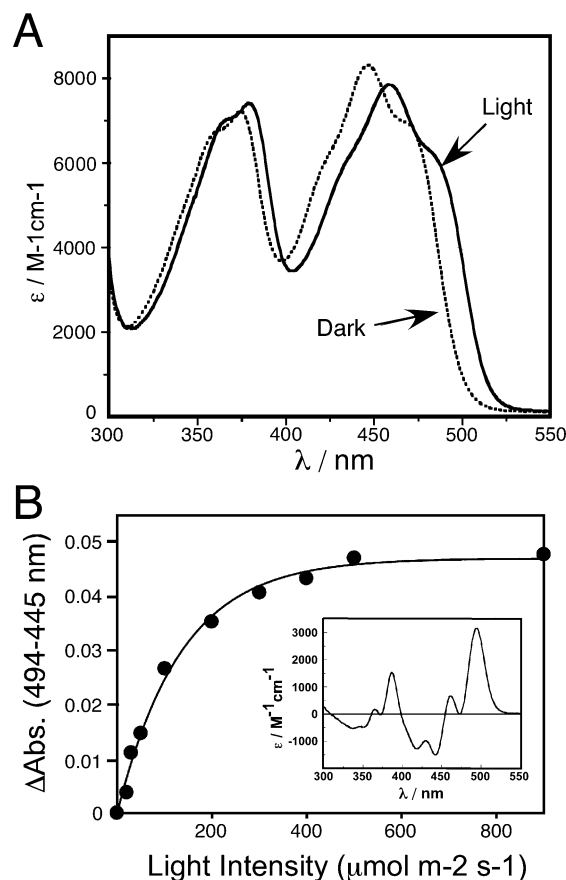 A
8000
6000
4000
2000
0
ε / M-1cm-1
Light
Dark
300 350 400 450 500 550
λ / nm
B
0.05
0.04
0.03
0.02
0.01
0
ΔAbs. (494-445 nm)
3000
2000
1000
0
-1000
ε / M-1cm-1
300 350 400 450 500 550
λ / nm
200 400 600 800
Light Intensity (μmol m-2 s-1)